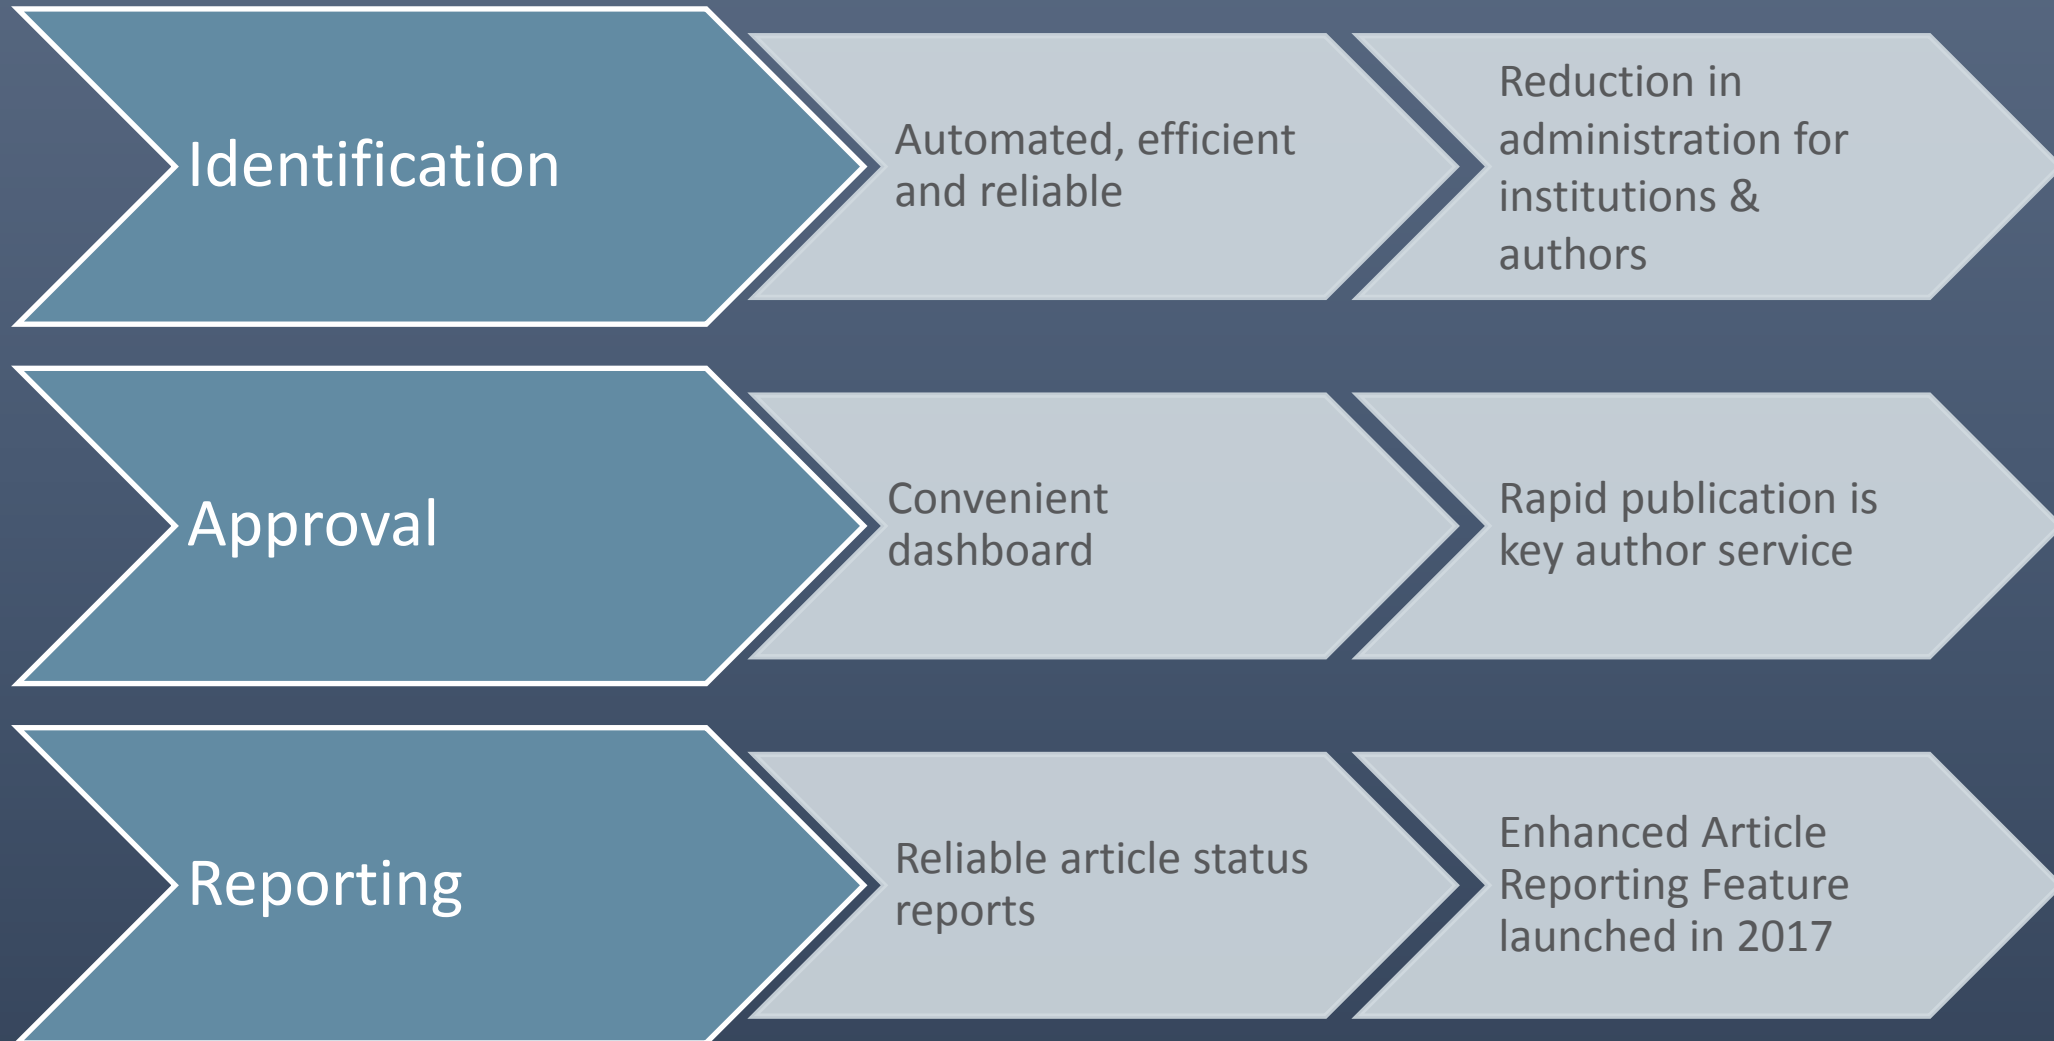 Identification
Automated, efficient
and reliable
Reduction in
administration for
institutions &
authors
Approval
Convenient
dashboard
Rapid publication is
key author service
Reporting
Reliable article status
reports
Enhanced Article
Reporting Feature
launched in 2017